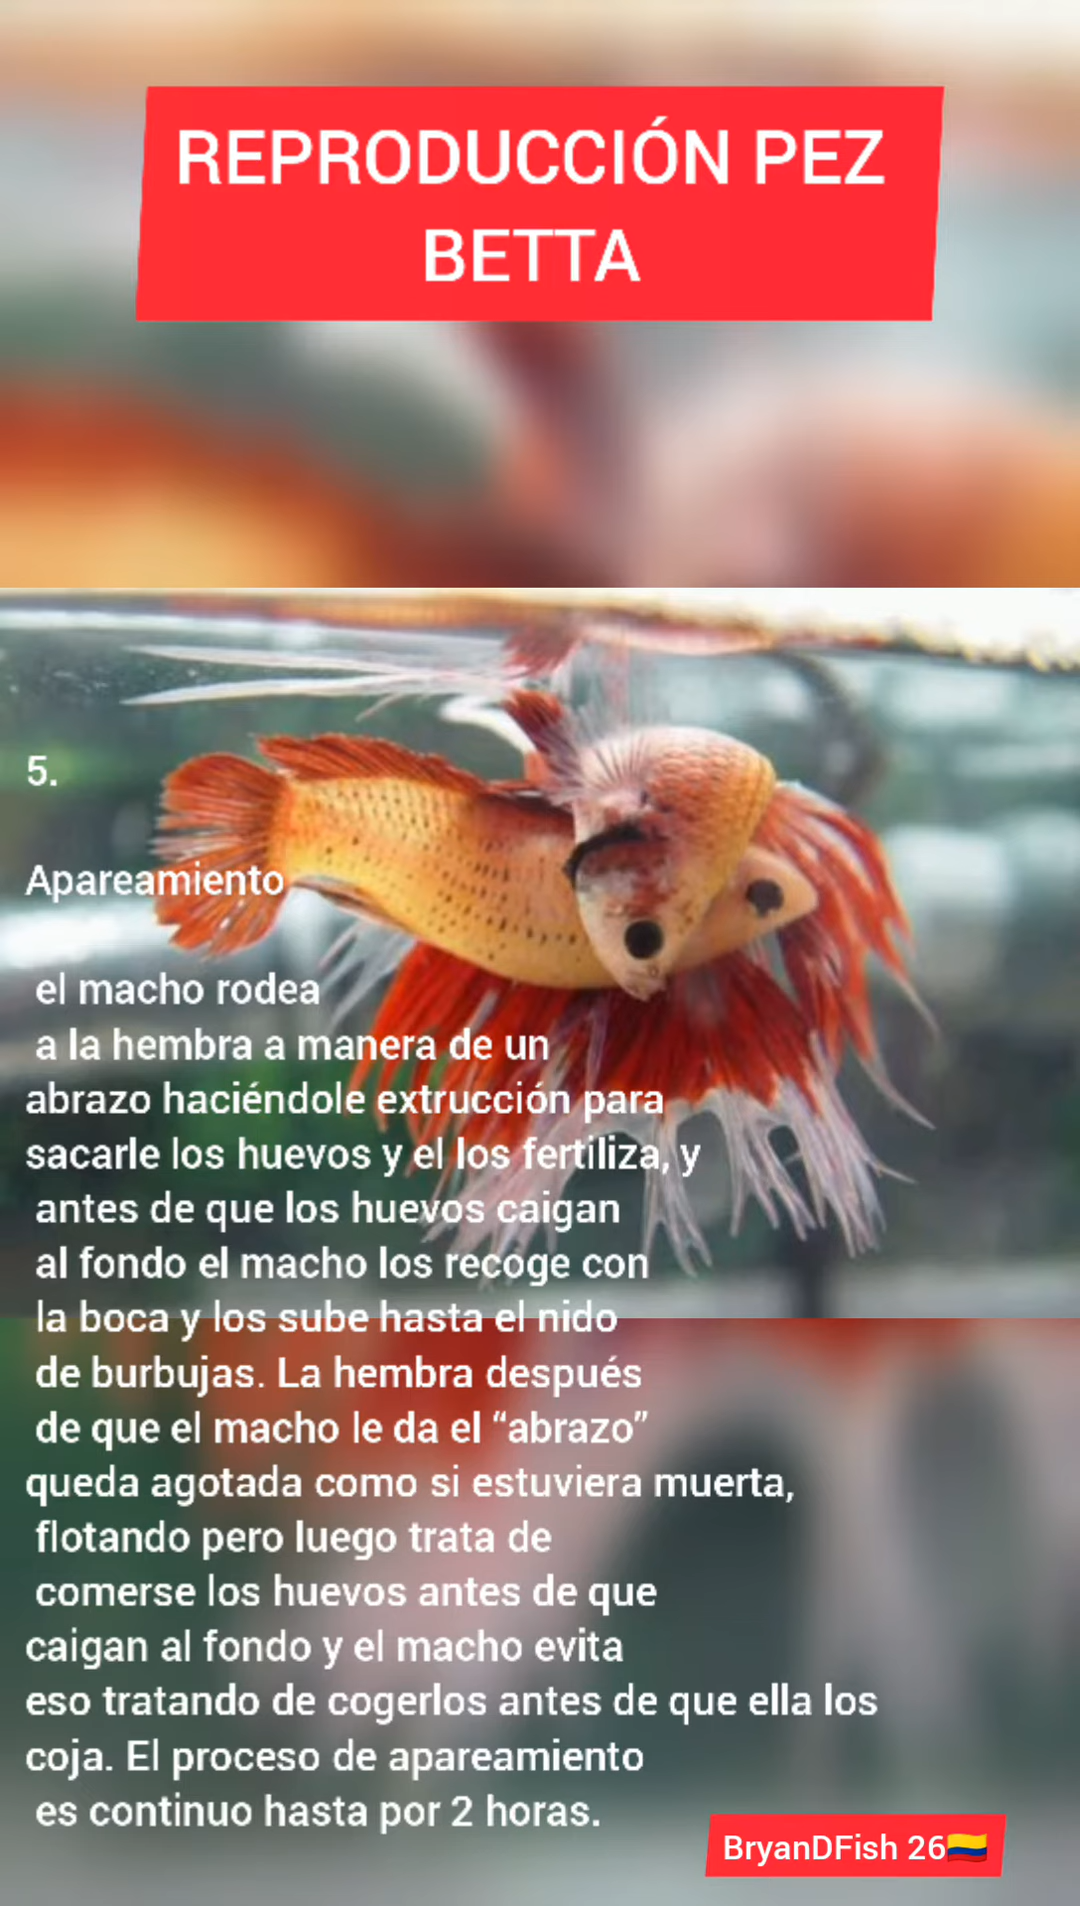 REPRODUCCIÓN PEZ
BETTA
5.
Apareamiento
el macho rodea
a la hembra a manera de un
abrazo haciéndole extrucción para
sacarle los huevos y el los fertiliza, y
antes de que los huevos caigan
al fondo el macho los recoge con
la boca y los sube hasta el nido
de burbujas. La hembra después
de que el macho le da el “abrazo”
queda agotada como si estuviera muerta,
flotando pero luego trata de
comerse los huevos antes de que
caigan al fondo y el macho evita
eso tratando de cogerlos antes de que ella los
coja. El proceso de apareamiento
es continuo hasta por 2 horas.
BryanDFish 26🇨🇴